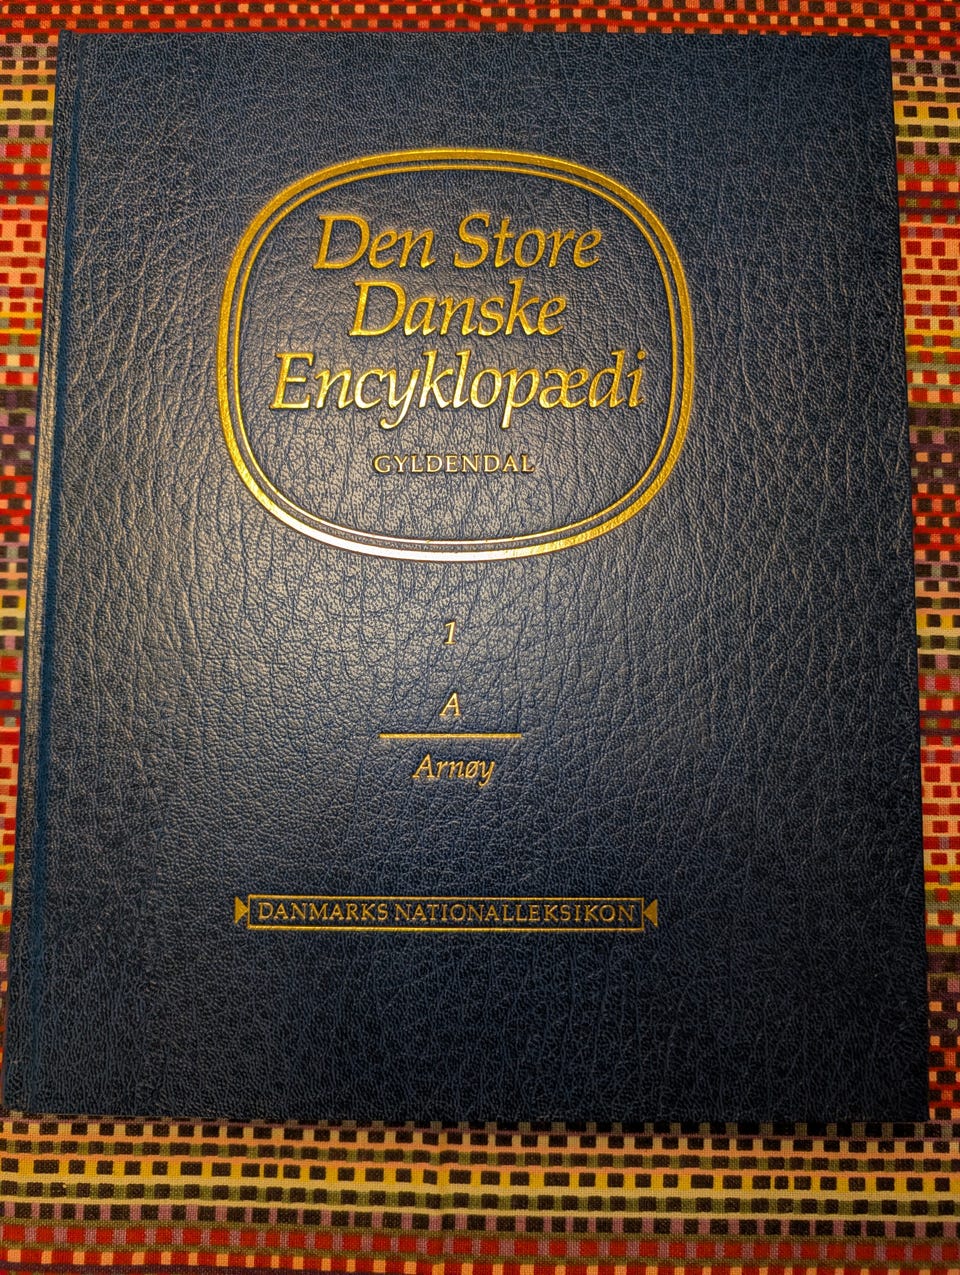 Den Store
Danske
Encyklopædi
GYLDENDAL
1
A
Arnøy
DANMARKS NATIONALLEKSIKON